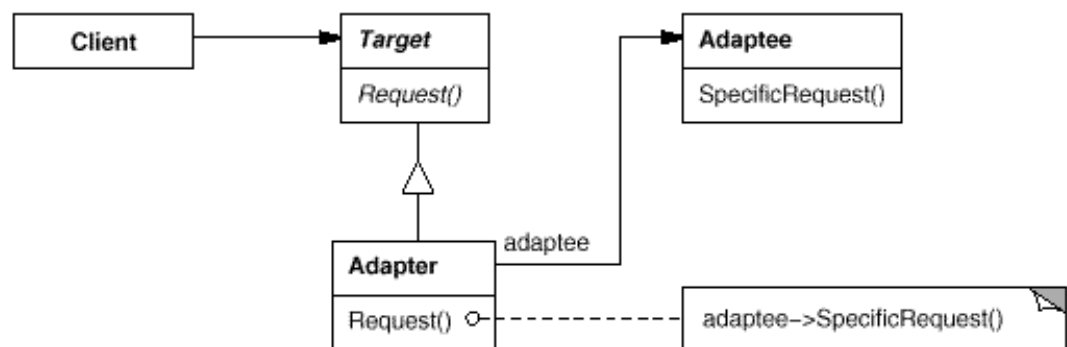 Client
Target
Request()
Adaptee
SpecificRequest()
adaptee
Adapter
Request()
adaptee->SpecificRequest()